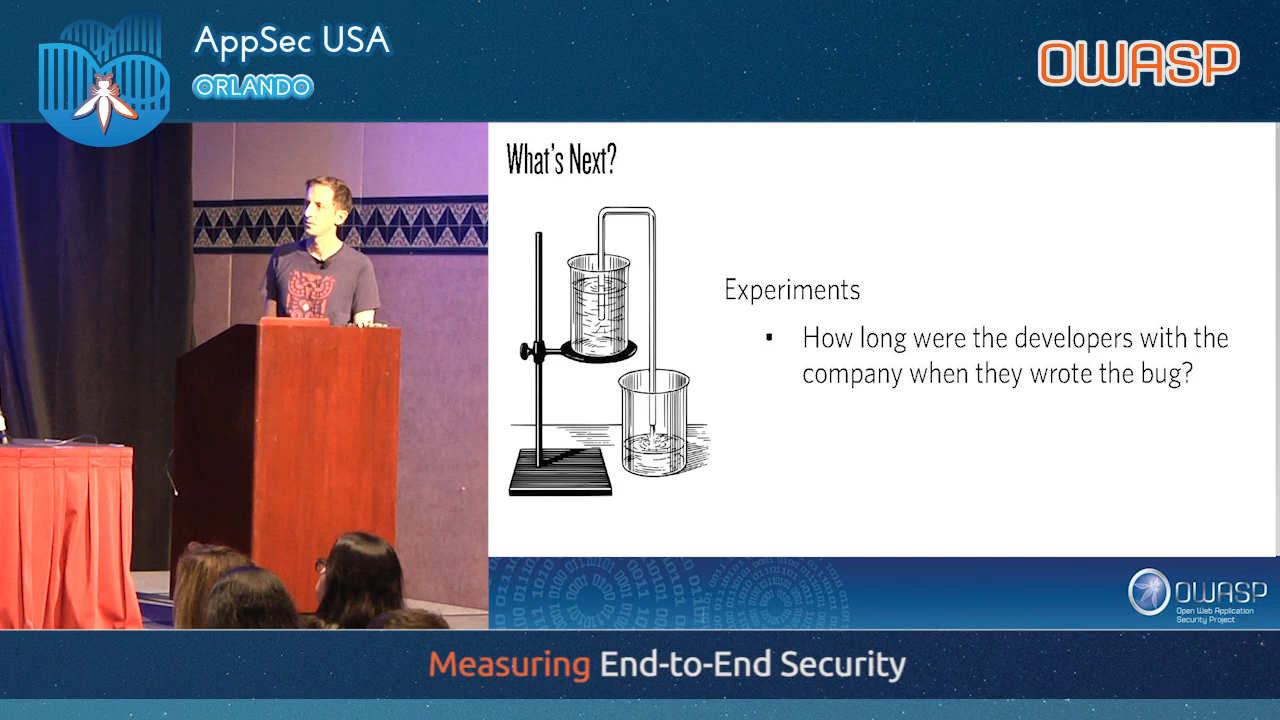 AppSec USA
ORLANDO
OWASP
What's Next?
Experiments
▪ How long were the developers with the
company when they wrote the bug?
OWASP
Open Web Application
Security Project
Measuring End-to-End Security